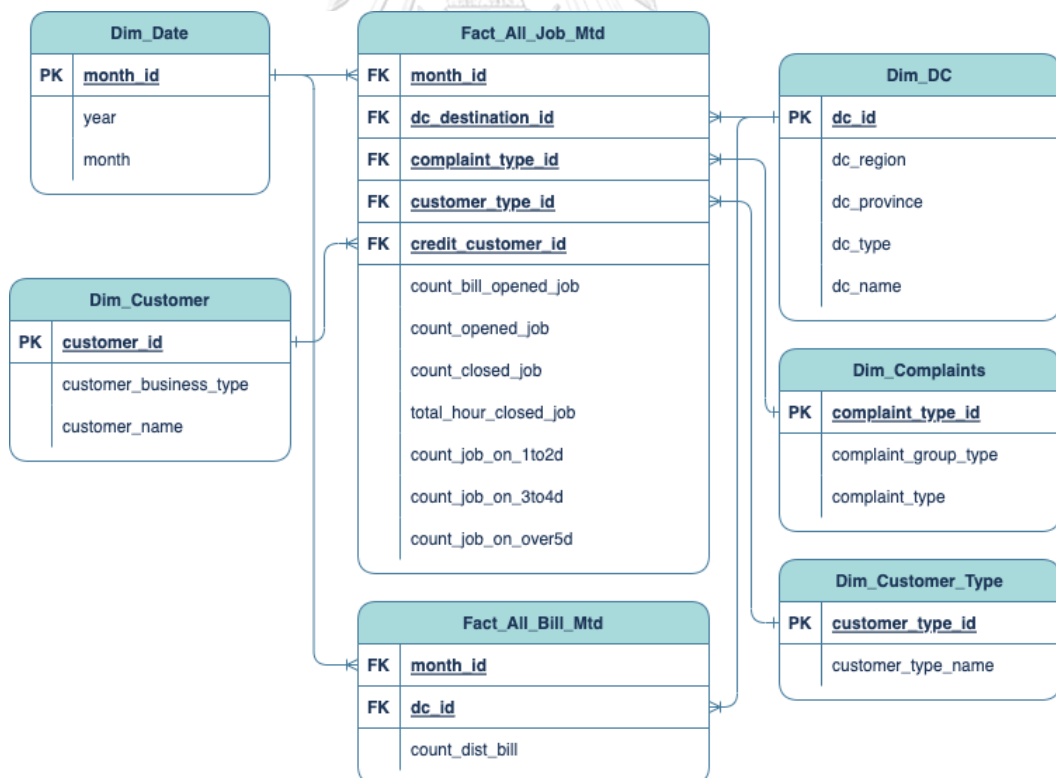 Dim_Date
PK month_id
year
month
Fact_All_Job_Mtd
FK month_id
FK dc_destination_id
FK complaint_type_id
FK customer_type_id
FK credit_customer_id
count_bill_opened_job
count_opened_job
count_closed_job
total_hour_closed_job
count_job_on_1to2d
count_job_on_3to4d
count_job_on_over5d
Dim_DC
PK dc_id
dc_region
dc_province
dc_type
dc_name
Dim_Customer
PK customer_id
customer_business_type
customer_name
Dim_Complaints
PK complaint_type_id
complaint_group_type
complaint_type
Dim_Customer_Type
PK customer_type_id
customer_type_name
Fact_All_Bill_Mtd
FK month_id
FK dc_id
count_dist_bill